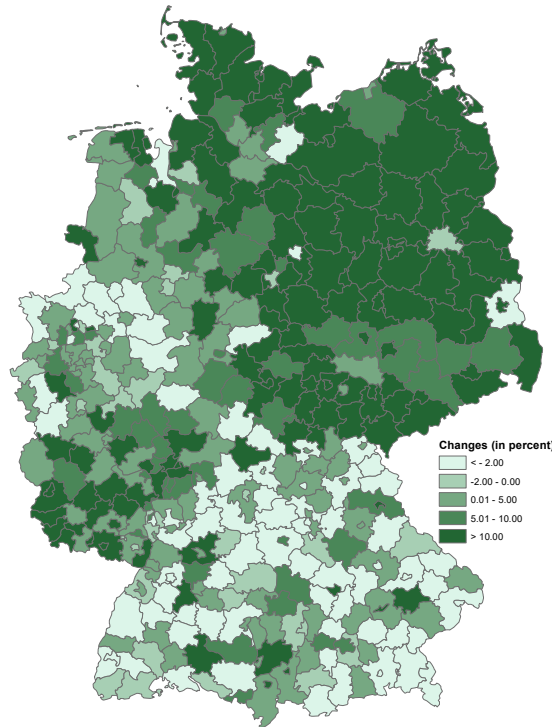 Changes (in percent)
< - 2.00
-2.00 - 0.00
0.01 - 5.00
5.01 - 10.00
> 10.00